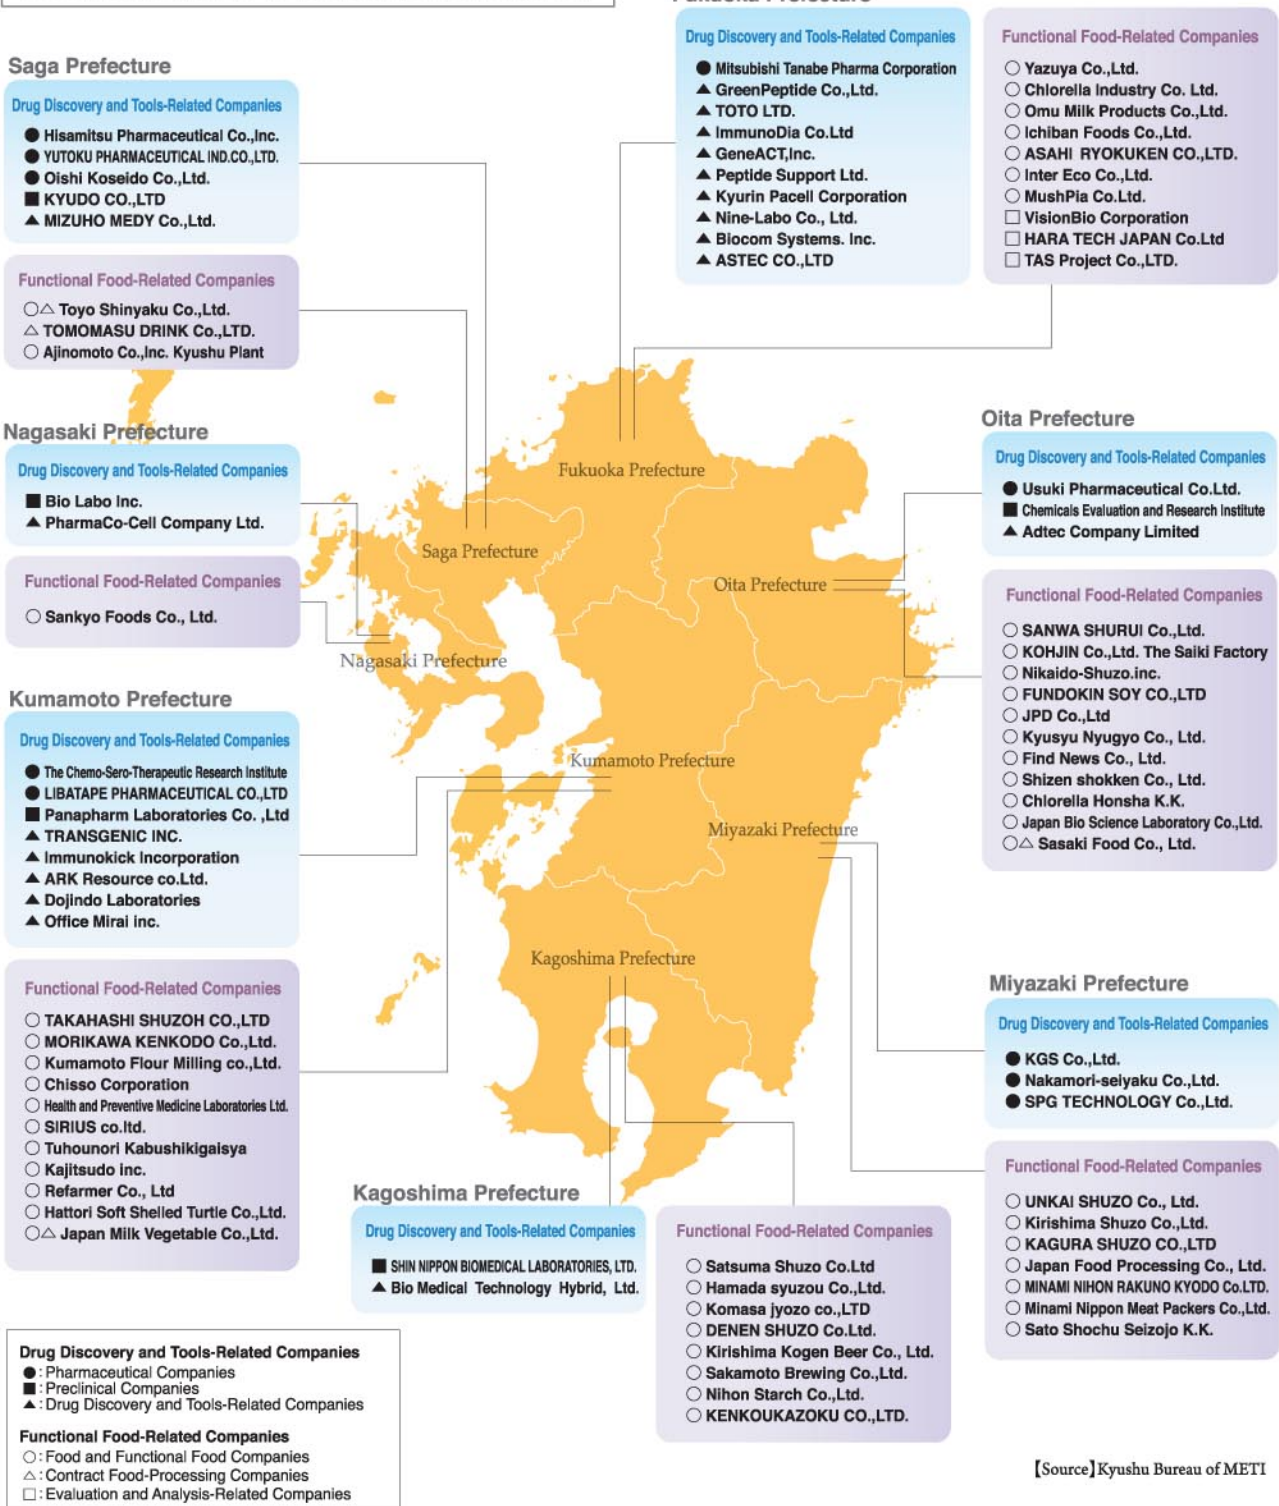 Fukuoka Prefecture
Drug Discovery and Tools-Related Companies
● Mitsubishi Tanabe Pharma Corporation
▲ GreenPeptide Co.,Ltd.
▲ TOTO LTD.
▲ ImmunoDia Co.Ltd
▲ GeneACT,Inc.
▲ Peptide Support Ltd.
▲ Kyurin Pacell Corporation
▲ Nine-Labo Co., Ltd.
▲ Biocom Systems. Inc.
▲ ASTEC CO.,LTD
Functional Food-Related Companies
○ Yazuya Co.,Ltd.
○ Chlorella Industry Co. Ltd.
○ Omu Milk Products Co.,Ltd.
○ Ichiban Foods Co.,Ltd.
○ ASAHI RYOKUKEN CO.,LTD.
○ Inter Eco Co.,Ltd.
○ MushPia Co.Ltd.
□ VisionBio Corporation
□ HARA TECH JAPAN Co.Ltd
□ TAS Project Co.,LTD.
Saga Prefecture
Drug Discovery and Tools-Related Companies
● Hisamitsu Pharmaceutical Co.,Inc.
● YUTOKU PHARMACEUTICAL IND.CO.,LTD.
● Oishi Koseido Co.,Ltd.
■ KYUDO CO.,LTD
▲ MIZUHO MEDY Co.,Ltd.
Functional Food-Related Companies
○△ Toyo Shinyaku Co.,Ltd.
△ TOMOMASU DRINK Co.,LTD.
○ Ajinomoto Co.,Inc. Kyushu Plant
Nagasaki Prefecture
Drug Discovery and Tools-Related Companies
■ Bio Labo Inc.
▲ PharmaCo-Cell Company Ltd.
Functional Food-Related Companies
○ Sankyo Foods Co., Ltd.
Kumamoto Prefecture
Drug Discovery and Tools-Related Companies
● The Chemo-Sero-Therapeutic Research Institute
● LIBATAPE PHARMACEUTICAL CO.,LTD
■ Panapharm Laboratories Co. ,Ltd
▲ TRANSGENIC INC.
▲ Immunokick Incorporation
▲ ARK Resource co.Ltd.
▲ Dojindo Laboratories
▲ Office Mirai inc.
Functional Food-Related Companies
○ TAKAHASHI SHUZOH CO.,LTD
○ MORIKAWA KENKODO Co.,Ltd.
○ Kumamoto Flour Milling co.,Ltd.
○ Chisso Corporation
○ Health and Preventive Medicine Laboratories Ltd.
○ SIRIUS co.ltd.
○ Tuhounori Kabushikigaisya
○ Kajitsudo inc.
○ Refarmer Co., Ltd
○ Hattori Soft Shelled Turtle Co.,Ltd.
○△ Japan Milk Vegetable Co.,Ltd.
Fukuoka Prefecture
Saga Prefecture
Oita Prefecture
Nagasaki Prefecture
Kumamoto Prefecture
Miyazaki Prefecture
Kagoshima Prefecture
Oita Prefecture
Drug Discovery and Tools-Related Companies
● Usuki Pharmaceutical Co.Ltd.
■ Chemicals Evaluation and Research Institute
▲ Adtec Company Limited
Functional Food-Related Companies
○ SANWA SHURUI Co.,Ltd.
○ KOHJIN Co.,Ltd. The Saiki Factory
○ Nikaido-Shuzo.inc.
○ FUNDOKIN SOY CO.,LTD
○ JPD Co.,Ltd
○ Kyusyu Nyugyo Co., Ltd.
○ Find News Co., Ltd.
○ Shizen shokken Co., Ltd.
○ Chlorella Honsha K.K.
○ Japan Bio Science Laboratory Co.,Ltd.
○△ Sasaki Food Co., Ltd.
Miyazaki Prefecture
Drug Discovery and Tools-Related Companies
● KGS Co.,Ltd.
● Nakamori-seiyaku Co.,Ltd.
● SPG TECHNOLOGY Co.,Ltd.
Functional Food-Related Companies
○ UNKAI SHUZO Co., Ltd.
○ Kirishima Shuzo Co.,Ltd.
○ KAGURA SHUZO CO.,LTD
○ Japan Food Processing Co., Ltd.
○ MINAMI NIHON RAKUNO KYODO Co.LTD.
○ Minami Nippon Meat Packers Co.,Ltd.
○ Sato Shochu Seizojo K.K.
Kagoshima Prefecture
Drug Discovery and Tools-Related Companies
■ SHIN NIPPON BIOMEDICAL LABORATORIES, LTD.
▲ Bio Medical Technology Hybrid, Ltd.
Functional Food-Related Companies
○ Satsuma Shuzo Co.Ltd
○ Hamada syuzou Co.,Ltd.
○ Komasa jyozo co.,LTD
○ DENEN SHUZO Co.Ltd.
○ Kirishima Kogen Beer Co., Ltd.
○ Sakamoto Brewing Co.,Ltd.
○ Nihon Starch Co.,Ltd.
○ KENKOUKAZOKU CO.,LTD.
Drug Discovery and Tools-Related Companies
●: Pharmaceutical Companies
■: Preclinical Companies
▲: Drug Discovery and Tools-Related Companies
Functional Food-Related Companies
○: Food and Functional Food Companies
△: Contract Food-Processing Companies
□: Evaluation and Analysis-Related Companies
【Source】Kyushu Bureau of METI